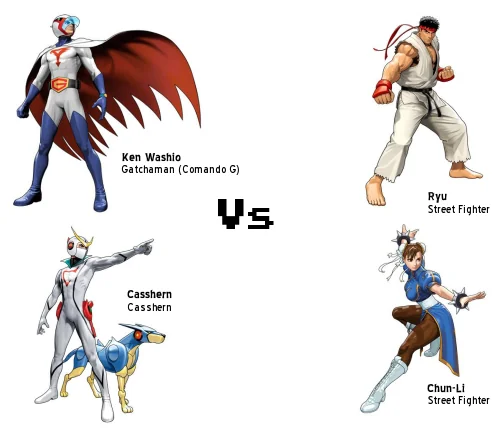 Ken Washio
Gatchaman (Comando G)
Ryu
Street Fighter
Vs
Casshern
Casshern
Chun-Li
Street Fighter